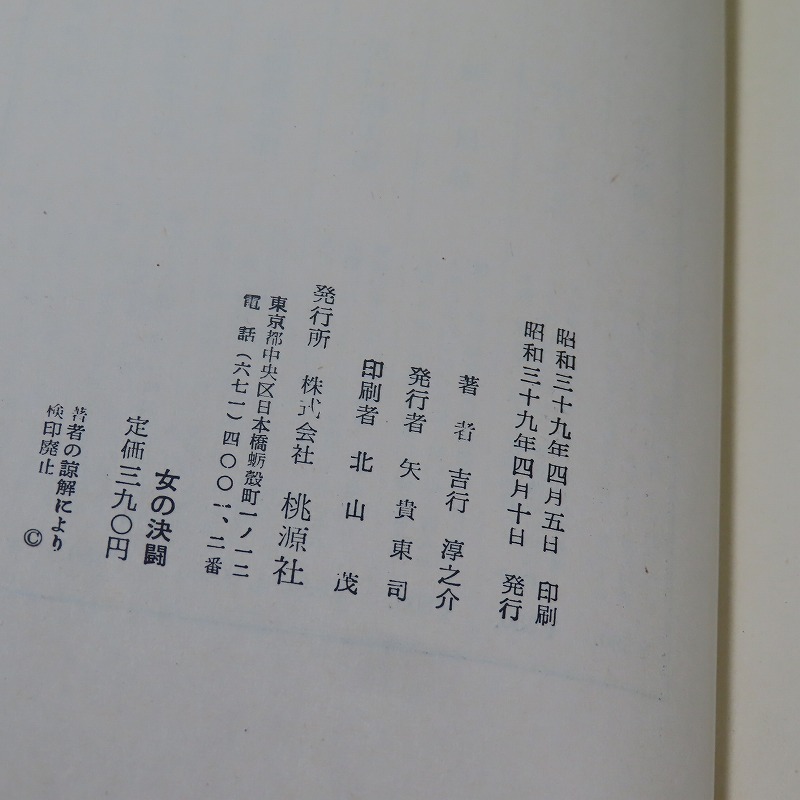 昭和三十九年四月五日 印刷
昭和三十九年四月十日 発行
著者 吉行淳之介
発行者 矢貴東司
印刷者 北山茂
発行所 株式会社 桃源社
東京都中央区日本橋蛎殻町一ノ一二
電話(六七一)四〇〇一、二番
女の決闘
定価三九〇円
著者の諒解により
検印廃止
©